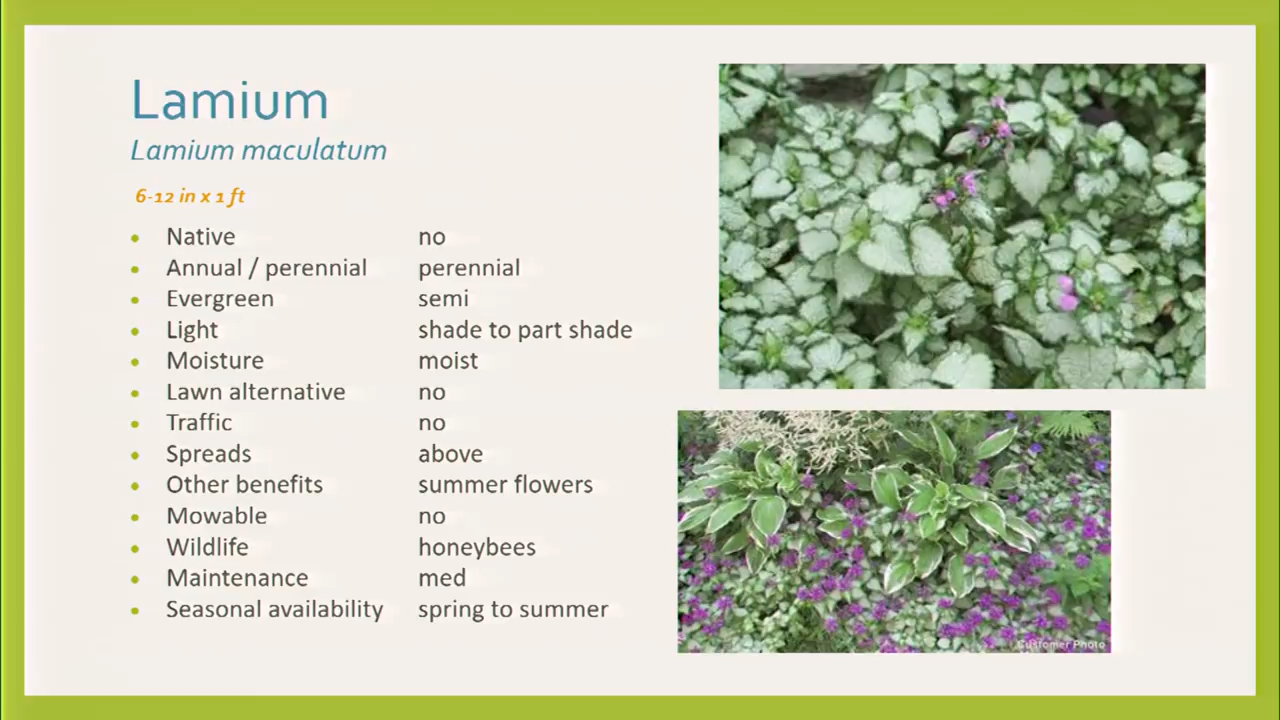 Lamium
Lamium maculatum
6-12 in x 1 ft
• Native no
• Annual / perennial perennial
• Evergreen semi
• Light shade to part shade
• Moisture moist
• Lawn alternative no
• Traffic no
• Spreads above
• Other benefits summer flowers
• Mowable no
• Wildlife honeybees
• Maintenance med
• Seasonal availability spring to summer
Customer Photo